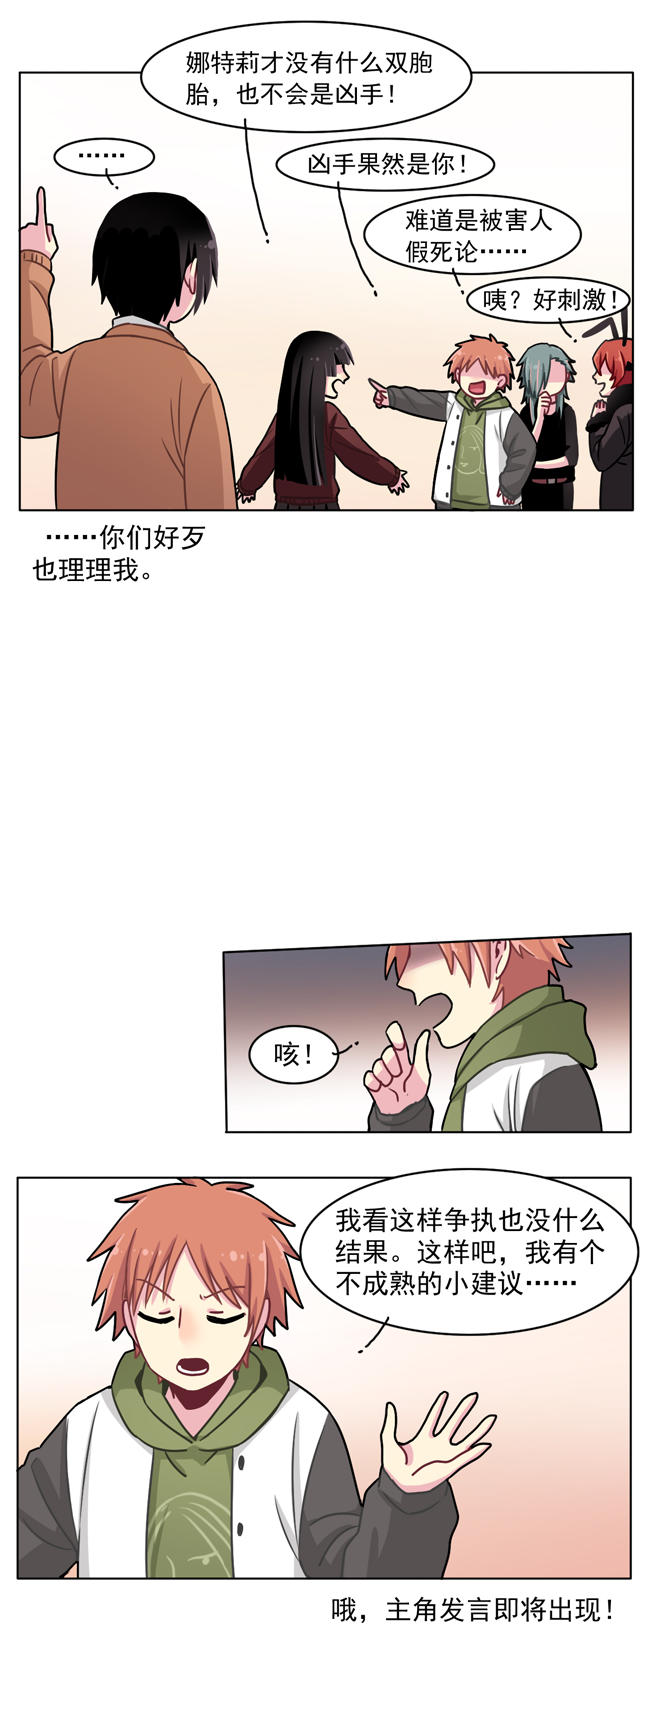 娜特莉才没有什么双胞
胎，也不会是凶手！
……
凶手果然是你！
难道是被害人
假死论……
咦？好刺激！
……你们好歹
也理理我。
咳！
我看这样争执也没什么
结果。这样吧，我有个
不成熟的小建议……
哦，主角发言即将出现！